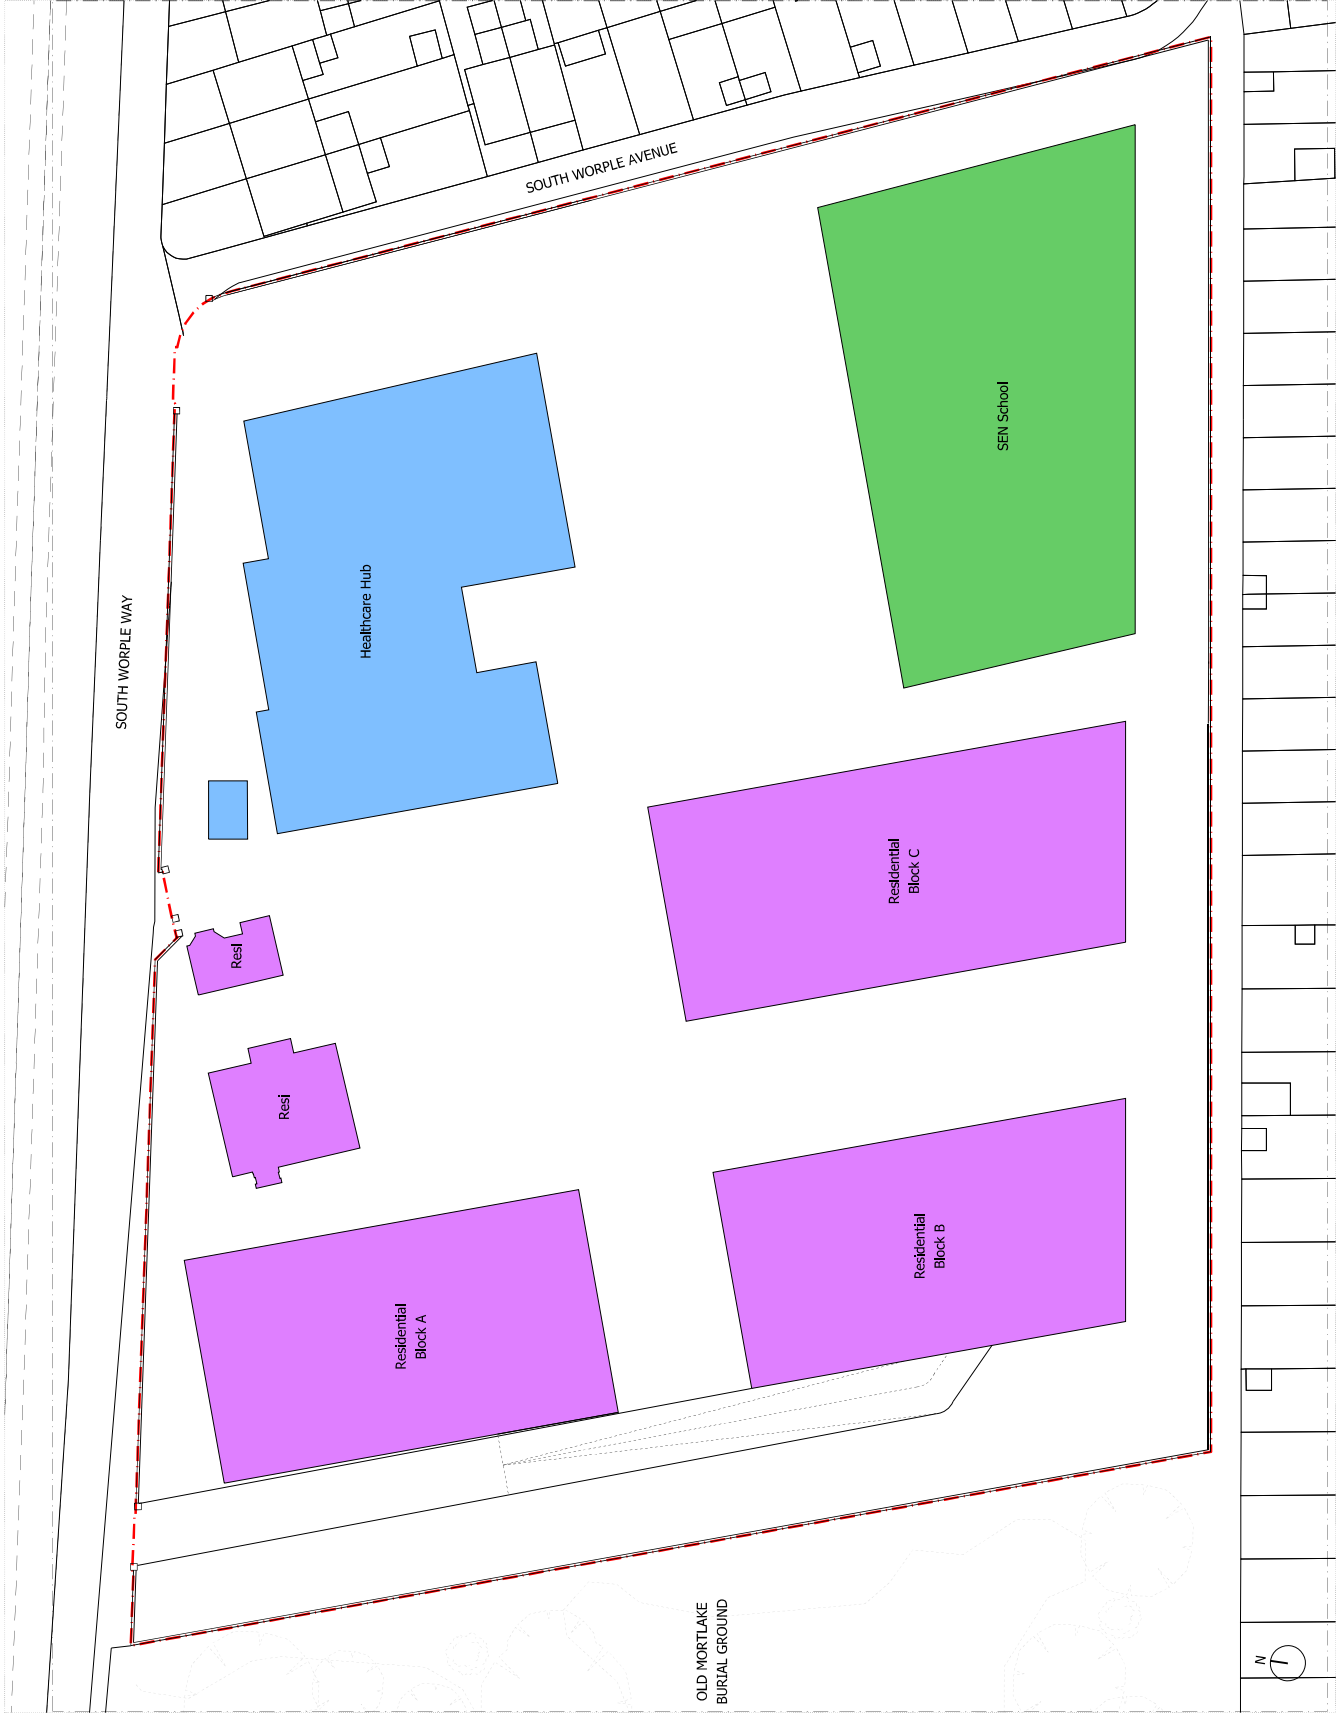 SOUTH WORPLE AVENUE
SOUTH WORPLE WAY
Healthcare Hub
SEN School
Residential
Block C
Resi
Resi
Residential
Block A
Residential
Block B
OLD MORTLAKE
BURIAL GROUND
N